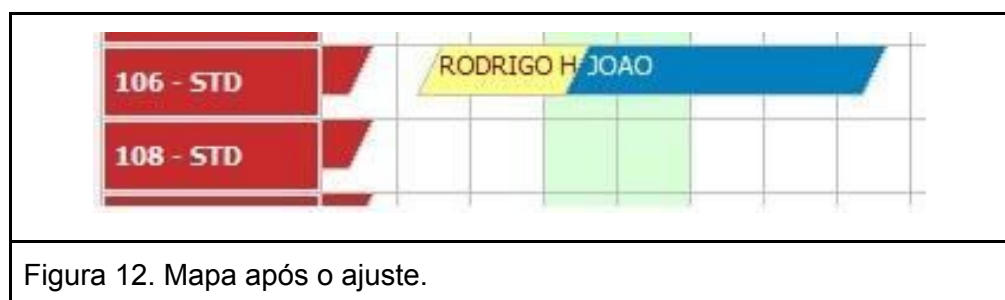 106 - STD
RODRIGO H JOAO
108 - STD
Figura 12. Mapa após o ajuste.